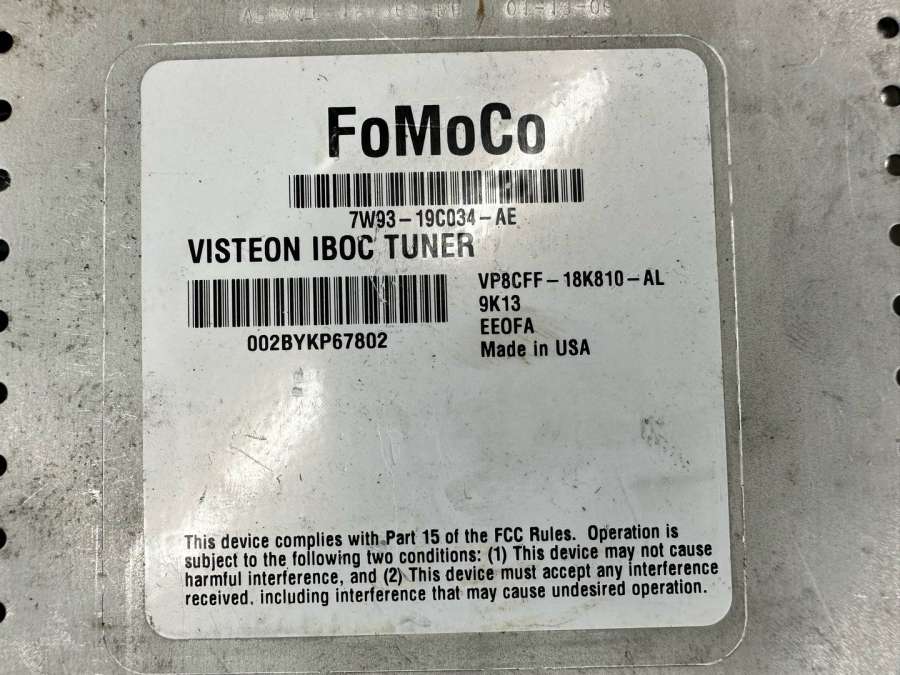 FoMoCo
7W93-19C034-AE
VISTEON IBOC TUNER
VP8CFF-18K810-AL
9K13
002BYKP67802
EEOFA
Made in USA
This device complies with Part 15 of the FCC Rules. Operation is
subject to the following two conditions: (1) This device may not cause
harmful interference, and (2) This device must accept any interference
received, including interference that may cause undesired operation.